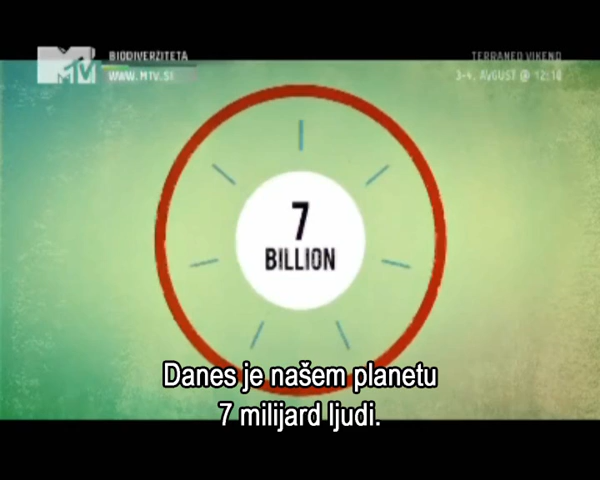 MTV
BIODIVERZITETA
WWW.MTV.SI
TERRANEO VIKEND
3-4. AVGUST @ 12:10
7
BILLION
Danes je našem planetu
7 milijard ljudi.